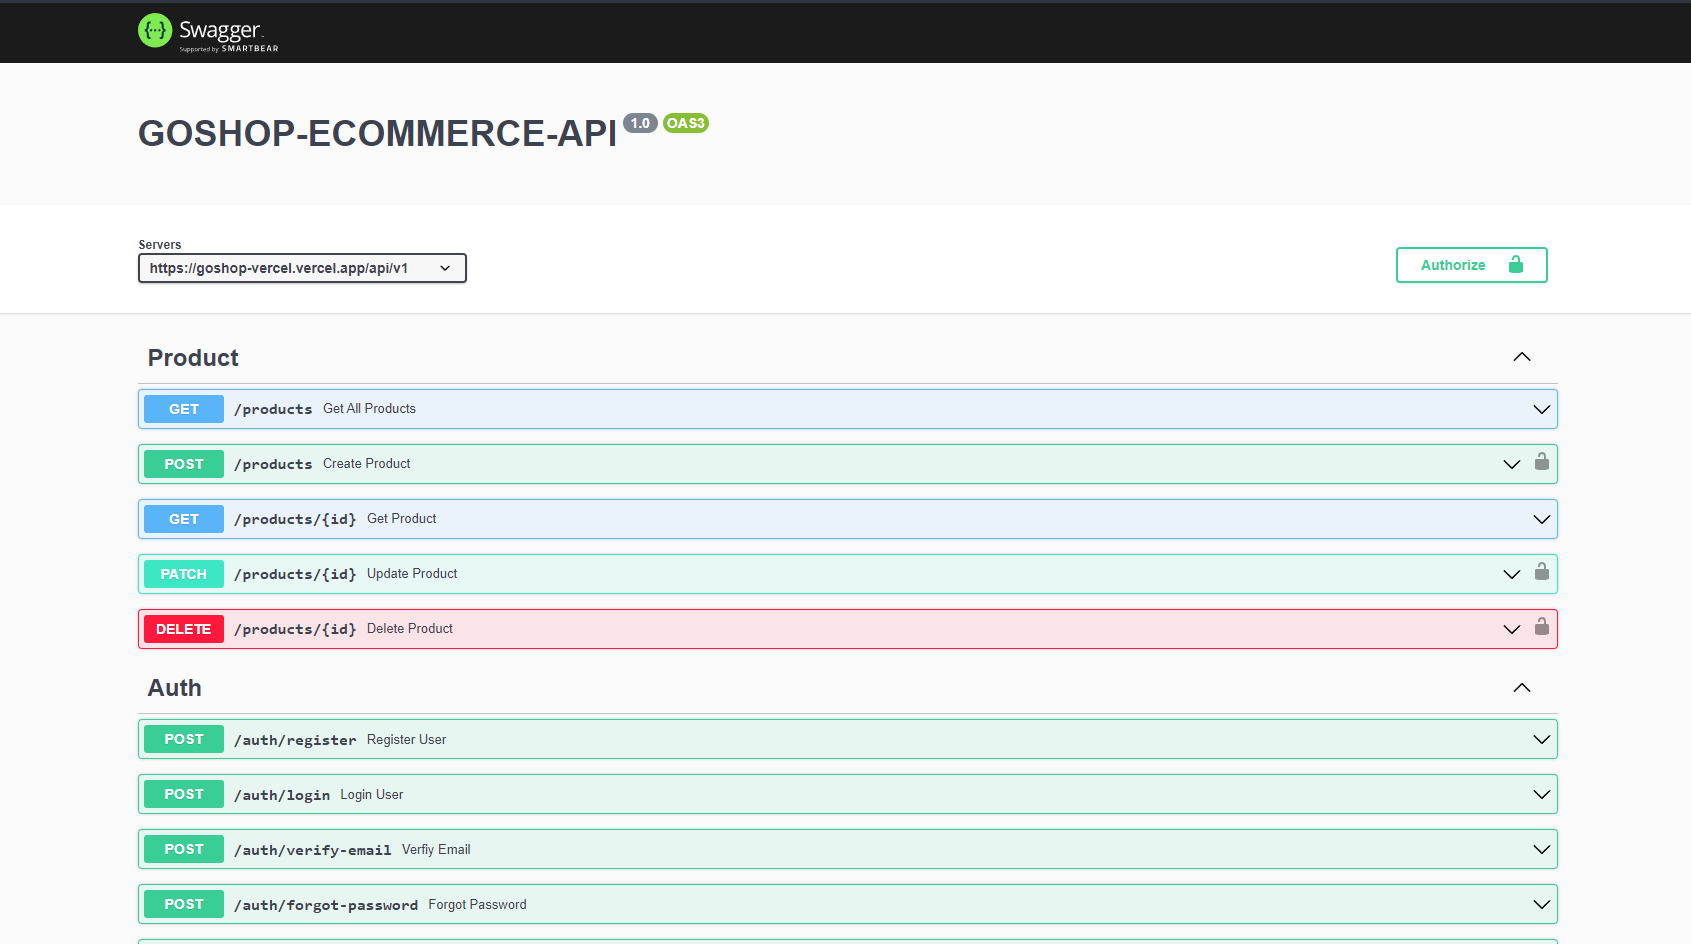 {···} Swagger.
Supported by SMARTBEAR
GOSHOP-ECOMMERCE-API 1.0 OAS3
Servers
https://goshop-vercel.vercel.app/api/v1
Authorize
Product
GET /products Get All Products
POST /products Create Product
GET /products/{id} Get Product
PATCH /products/{id} Update Product
DELETE /products/{id} Delete Product
Auth
POST /auth/register Register User
POST /auth/login Login User
POST /auth/verify-email Verfiy Email
POST /auth/forgot-password Forgot Password